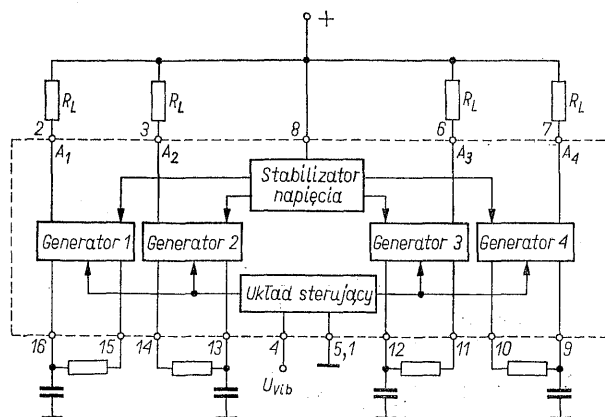 +
R_L R_L R_L R_L
2 3 8 6 7
A_1 A_2 A_3 A_4
Stabilizator
napięcia
Generator 1 Generator 2 Generator 3 Generator 4
Układ sterujący
16 15 14 13 4 5,1 12 11 10 9
U_vib